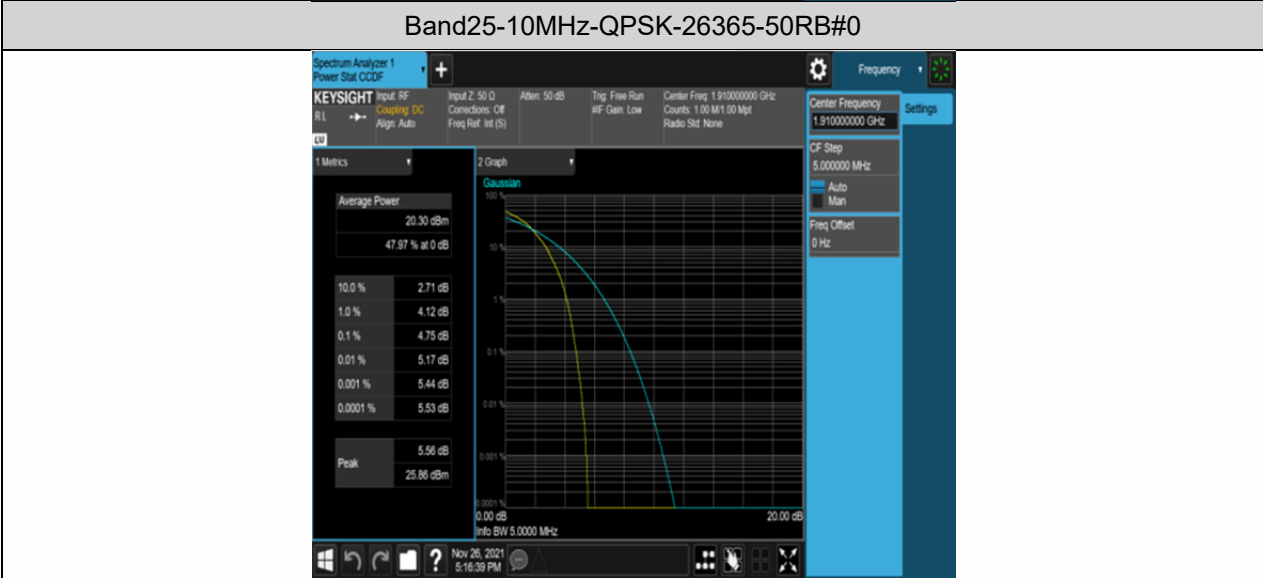 Band25-10MHz-QPSK-26365-50RB#0
Spectrum Analyzer 1
Power Stat CCDF
+
Frequency
KEYSIGHT
RL
Input: RF
Coupling: DC
Align: Auto
Input Z: 50 Ω
Corrections: Off
Freq Ref: Int (S)
Atten: 50 dB
Trig: Free Run
#IF Gain: Low
Center Freq: 1.910000000 GHz
Counts: 1.00 M/1.00 Mpt
Radio Std: None
Center Frequency
1.910000000 GHz
Settings
CF Step
5.000000 MHz
Auto
Man
Freq Offset
0 Hz
1 Metrics
Average Power
20.30 dBm
47.97 % at 0 dB
10.0 % 2.71 dB
1.0 % 4.12 dB
0.1 % 4.75 dB
0.01 % 5.17 dB
0.001 % 5.44 dB
0.0001 % 5.53 dB
Peak
5.56 dB
25.86 dBm
2 Graph
Gaussian
100 %
10 %
1 %
0.1 %
0.01 %
0.001 %
0.0001 %
0.00 dB 20.00 dB
Info BW 5.0000 MHz
?
Nov 26, 2021
5:16:39 PM